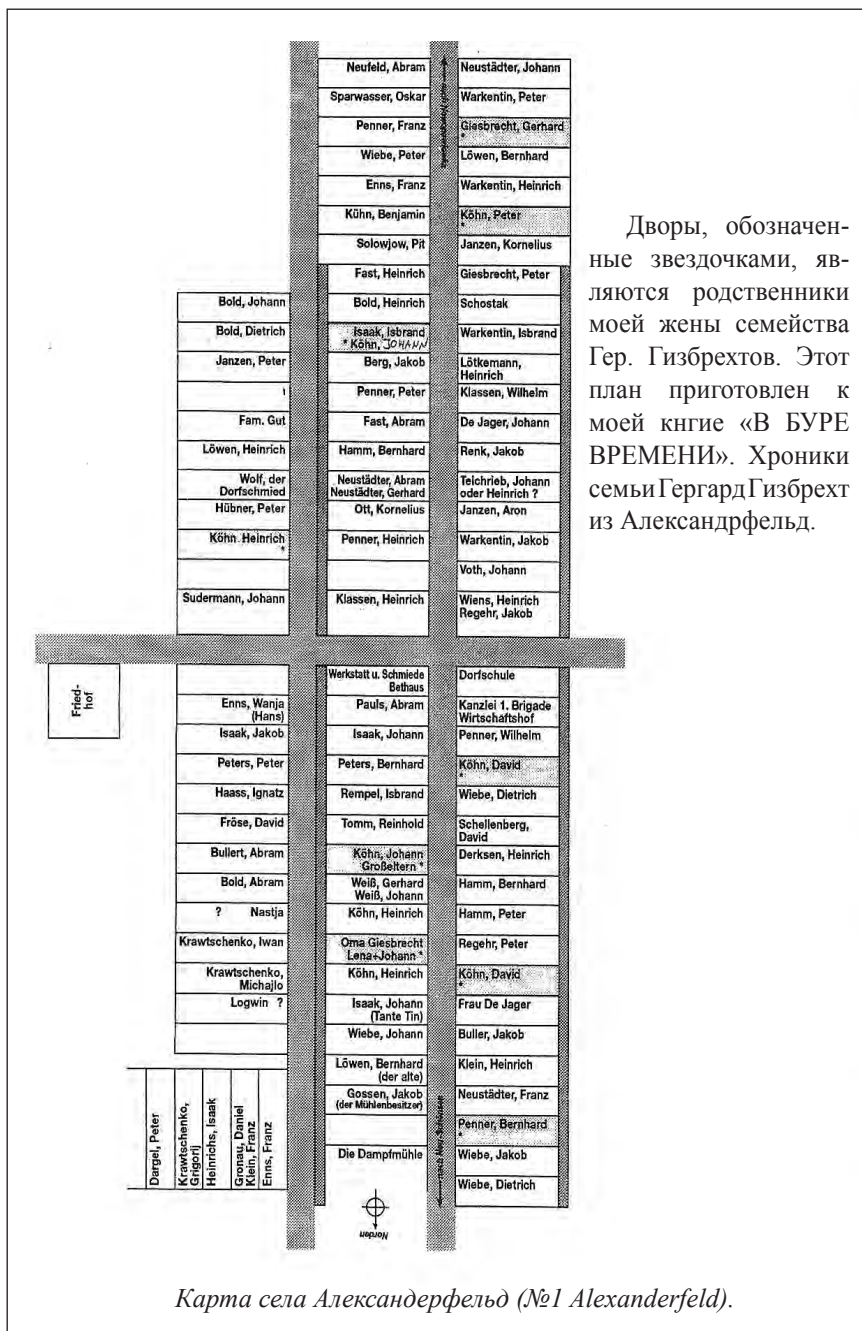 Neufeld, Abram
Sparwasser, Oskar
Penner, Franz
Wiebe, Peter
Enns, Franz
Kühn, Benjamin
Solowjow, Pit
Fast, Heinrich
Bold, Heinrich
Isaak, Isbrand
* Köhn, JOHANN
Berg, Jakob
Penner, Peter
Fast, Abram
Hamm, Bernhard
Neustädter, Abram
Neustädter, Gerhard
Ott, Kornelius
Penner, Heinrich
Klassen, Heinrich
Neustädter, Johann
Warkentin, Peter
Giesbrecht, Gerhard
*
Löwen, Bernhard
Warkentin, Heinrich
Köhn, Peter
*
Janzen, Kornelius
Giesbrecht, Peter
Schostak
Warkentin, Isbrand
Lötkemann,
Heinrich
Klassen, Wilhelm
De Jager, Johann
Renk, Jakob
Teichrieb, Johann
oder Heinrich ?
Janzen, Aron
Warkentin, Jakob
Voth, Johann
Wiens, Heinrich
Regehr, Jakob
Bold, Johann
Bold, Dietrich
Janzen, Peter
Fam. Gut
Löwen, Heinrich
Wolf, der
Dorfschmied
Hübner, Peter
Köhn Heinrich
*
Sudermann, Johann
Дворы, обозначен-
ные звездочками, яв-
ляются родственники
моей жены семейства
Гер. Гизбрехтов. Этот
план приготовлен к
моей кнгие «В БУРЕ
ВРЕМЕНИ». Хроники
семьи Гергард Гизбрехт
из Александрфельд.
Fried-
hof
Enns, Wanja
(Hans)
Isaak, Jakob
Peters, Peter
Haass, Ignatz
Fröse, David
Bullert, Abram
Bold, Abram
? Nastja
Krawtschenko, Iwan
Krawtschenko,
Michajlo
Logwin ?
Werkstatt u. Schmiede
Bethaus
Pauls, Abram
Isaak, Johann
Peters, Bernhard
Rempel, Isbrand
Tomm, Reinhold
Köhn, Johann
Großeltern *
Weiß, Gerhard
Weiß, Johann
Köhn, Heinrich
Oma Giesbrecht
Lena+Johann *
Köhn, Heinrich
Isaak, Johann
(Tante Tin)
Wiebe, Johann
Löwen, Bernhard
(der alte)
Gossen, Jakob
(der Mühlenbesitzer)
Die Dampfmühle
Dorfschule
Kanzlei 1. Brigade
Wirtschaftshof
Penner, Wilhelm
Köhn, David
*
Wiebe, Dietrich
Schellenberg,
David
Derksen, Heinrich
Hamm, Bernhard
Hamm, Peter
Regehr, Peter
Köhn, David
*
Frau De Jager
Buller, Jakob
Klein, Heinrich
Neustädter, Franz
Penner, Bernhard
*
Wiebe, Jakob
Wiebe, Dietrich
Dargel, Peter
Krawtschenko,
Grigorij
Heinrichs, Isaak
Gronau, Daniel
Klein, Franz
Enns, Franz
Norden
Карта села Александерфельд (№1 Alexanderfeld).